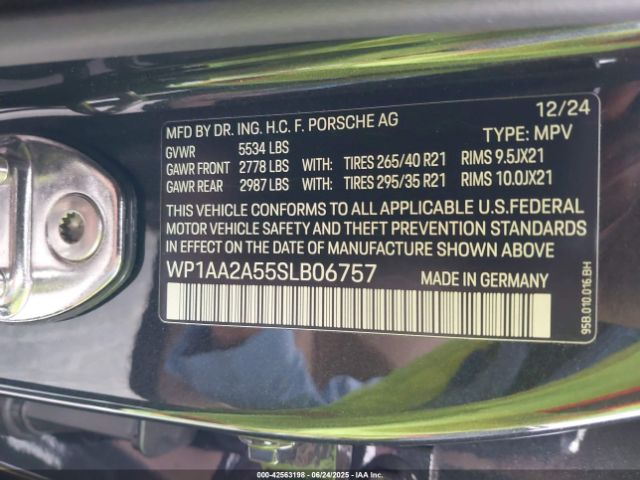 12/24
MFD BY DR. ING. H.C. F. PORSCHE AG
TYPE: MPV
GVWR 5534 LBS
GAWR FRONT 2778 LBS WITH: TIRES 265/40 R21 RIMS 9.5JX21
GAWR REAR 2987 LBS WITH: TIRES 295/35 R21 RIMS 10.0JX21
THIS VEHICLE CONFORMS TO ALL APPLICABLE U.S.FEDERAL
MOTOR VEHICLE SAFETY AND THEFT PREVENTION STANDARDS
IN EFFECT ON THE DATE OF MANUFACTURE SHOWN ABOVE
WP1AA2A55SLB06757 MADE IN GERMANY
95B.010.016.BH
000-42563198 - 06/24/2025 - IAA Inc.